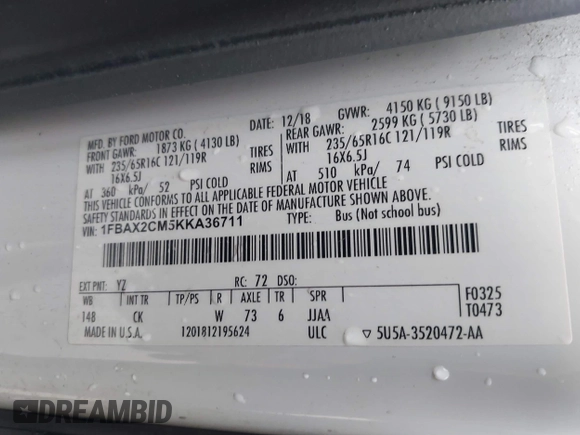 MFD. BY FORD MOTOR CO.
DATE: 12/18 GVWR: 4150 KG ( 9150 LB)
FRONT GAWR: 1873 KG ( 4130 LB)
REAR GAWR: 2599 KG ( 5730 LB)
WITH 235/65R16C 121/119R TIRES
WITH 235/65R16C 121/119R TIRES
16X6.5J RIMS
16X6.5J RIMS
AT 360 kPa/ 52 PSI COLD
AT 510 kPa/ 74 PSI COLD
THIS VEHICLE CONFORMS TO ALL APPLICABLE FEDERAL MOTOR VEHICLE
SAFETY STANDARDS IN EFFECT ON THE DATE OF MANUFACTURE SHOWN ABOVE.
VIN: 1FBAX2CM5KKA36711
TYPE: Bus (Not school bus)
EXT PNT: YZ RC: 72 DSO:
WB INT TR TP/PS R AXLE TR SPR
148 CK W 73 6 JJAA
F0325
T0473
MADE IN U.S.A. 1201812195624 ULC ▽ 5U5A-3520472-AA
DREAMBID